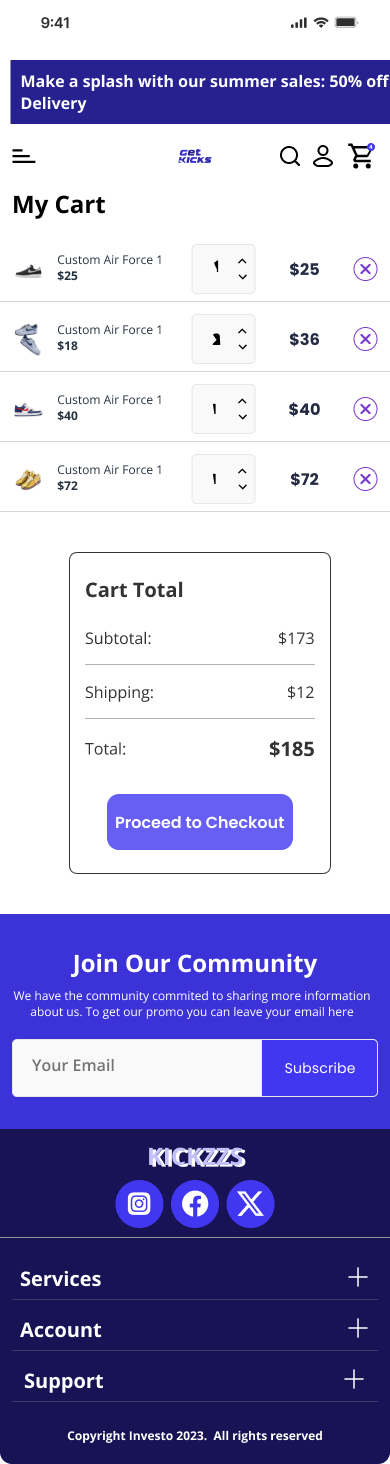 9:41
Make a splash with our summer sales: 50% off
Delivery
GET
KICKS
My Cart
Custom Air Force 1
$25
$25
Custom Air Force 1
$18
$36
Custom Air Force 1
$40
$40
Custom Air Force 1
$72
$72
Cart Total
Subtotal: $173
Shipping: $12
Total: $185
Proceed to Checkout
Join Our Community
We have the community commited to sharing more information
about us. To get our promo you can leave your email here
Your Email
Subscribe
KICKZZS
Services
Account
Support
Copyright Investo 2023. All rights reserved